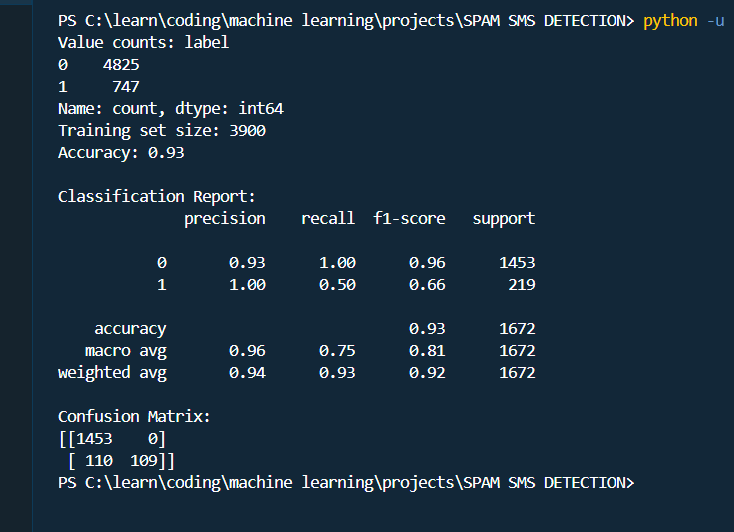 PS C:\learn\coding\machine learning\projects\SPAM SMS DETECTION> python -u
Value counts: label
0    4825
1     747
Name: count, dtype: int64
Training set size: 3900
Accuracy: 0.93

Classification Report:
              precision    recall  f1-score   support

           0       0.93      1.00      0.96      1453
           1       1.00      0.50      0.66       219

    accuracy                           0.93      1672
   macro avg       0.96      0.75      0.81      1672
weighted avg       0.94      0.93      0.92      1672

Confusion Matrix:
[[1453    0]
 [ 110  109]]
PS C:\learn\coding\machine learning\projects\SPAM SMS DETECTION>